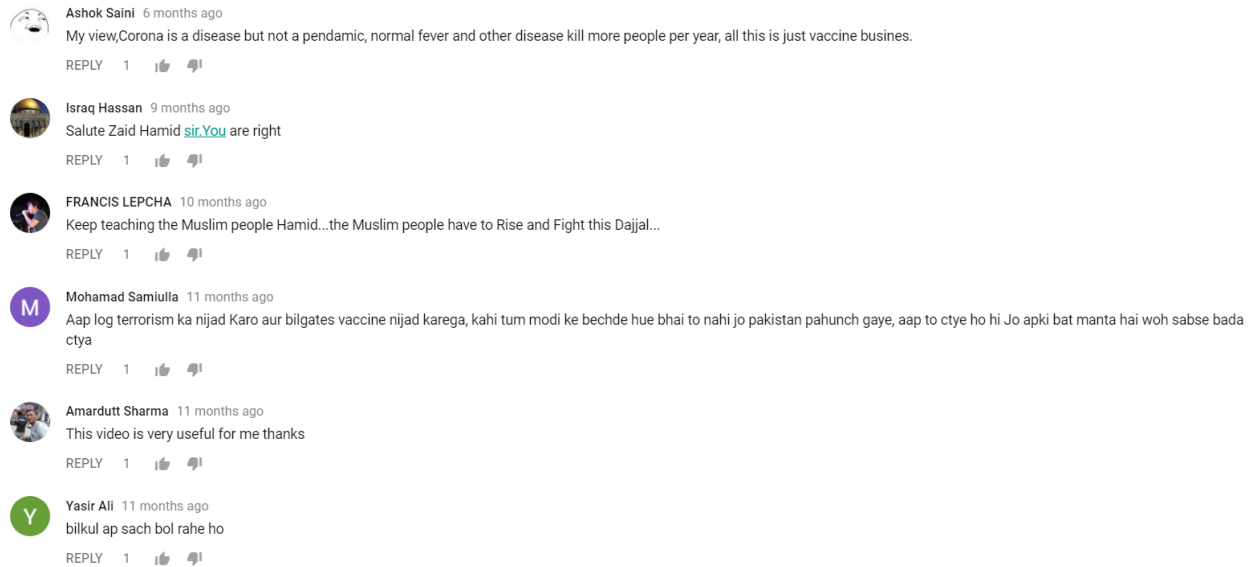 Ashok Saini 6 months ago
My view,Corona is a disease but not a pendamic, normal fever and other disease kill more people per year, all this is just vaccine busines.
REPLY 1
Israq Hassan 9 months ago
Salute Zaid Hamid sir.You are right
REPLY 1
FRANCIS LEPCHA 10 months ago
Keep teaching the Muslim people Hamid...the Muslim people have to Rise and Fight this Dajjal...
REPLY 1
M Mohamad Samiulla 11 months ago
Aap log terrorism ka nijad Karo aur bilgates vaccine nijad karega, kahi tum modi ke bechde hue bhai to nahi jo pakistan pahunch gaye, aap to ctye ho hi Jo apki bat manta hai woh sabse bada
ctya
REPLY 1
Amardutt Sharma 11 months ago
This video is very useful for me thanks
REPLY 1
Y Yasir Ali 11 months ago
bilkul ap sach bol rahe ho
REPLY 1